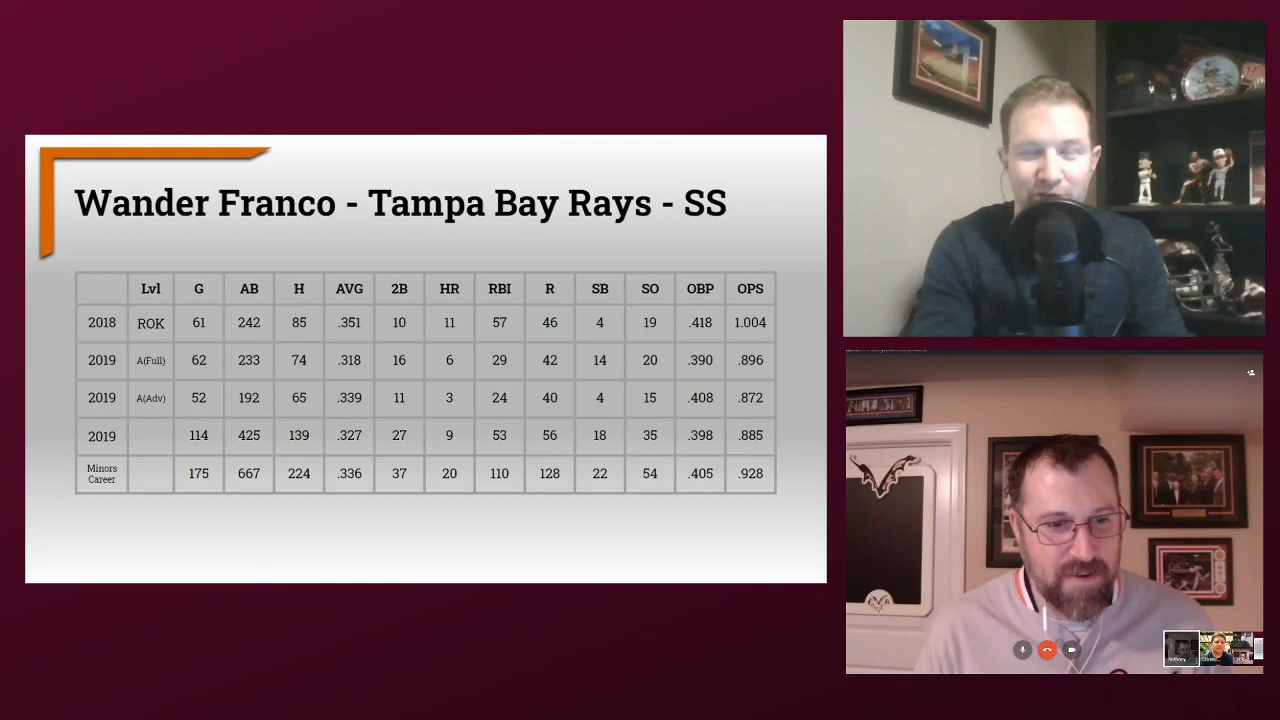 Wander Franco - Tampa Bay Rays - SS
Lvl G AB H AVG 2B HR RBI R SB SO OBP OPS
2018 ROK 61 242 85 .351 10 11 57 46 4 19 .418 1.004
2019 A(Full) 62 233 74 .318 16 6 29 42 14 20 .390 .896
2019 A(Adv) 52 192 65 .339 11 3 24 40 4 15 .408 .872
2019 114 425 139 .327 27 9 53 56 18 35 .398 .885
Minors
Career 175 667 224 .336 37 20 110 128 22 54 .405 .928
Anthony